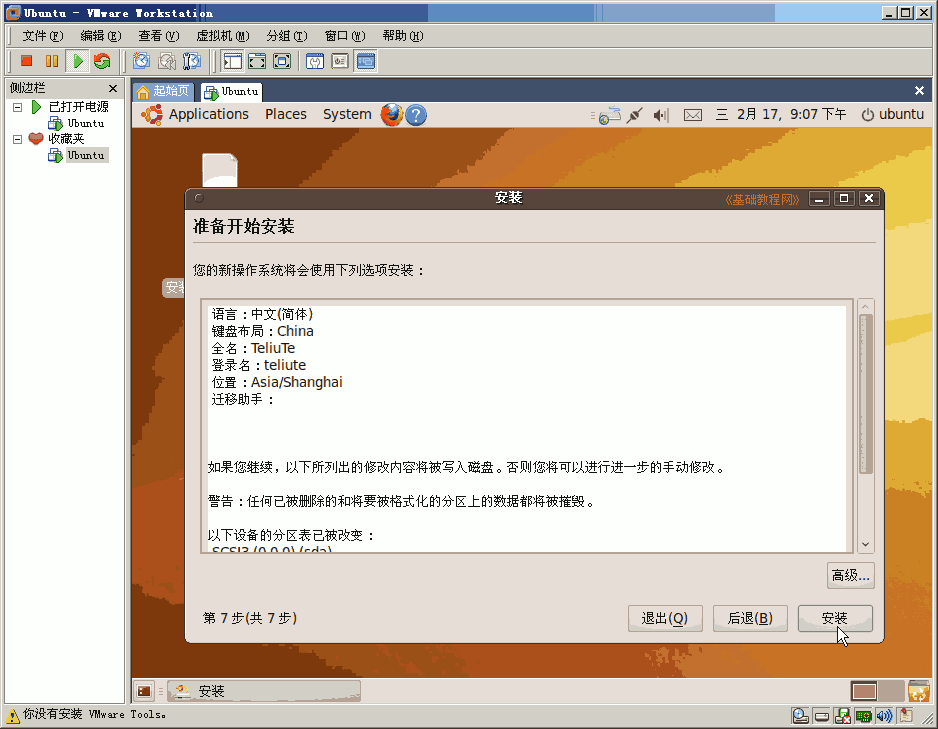 Ubuntu - VMware Workstation
文件(F) 编辑(E) 查看(V) 虚拟机(M) 分组(T) 窗口(W) 帮助(H)
侧边栏
已打开电源
Ubuntu
收藏夹
Ubuntu
起始页 Ubuntu
Applications Places System 三 2月 17, 9:07 下午 ubuntu
安装 《基础教程网》
准备开始安装
您的新操作系统将会使用下列选项安装：
安装
语言：中文(简体)
键盘布局：China
全名：TeliuTe
登录名：teliute
位置：Asia/Shanghai
迁移助手：
如果您继续，以下所列出的修改内容将被写入磁盘。否则您将可以进行进一步的手动修改。
警告：任何已被删除的和将要被格式化的分区上的数据都将被摧毁。
以下设备的分区表已被改变：
SCSI3 (0,0,0) (sda)
高级...
第 7 步(共 7 步) 退出(Q) 后退(B) 安装
安装
你没有安装 VMware Tools。